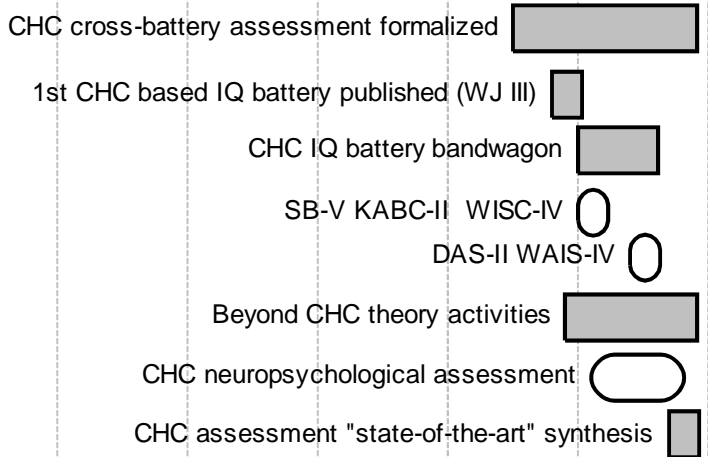 CHC cross-battery assessment formalized
1st CHC based IQ battery published (WJ III)
CHC IQ battery bandwagon
SB-V KABC-II WISC-IV
DAS-II WAIS-IV
Beyond CHC theory activities
CHC neuropsychological assessment
CHC assessment "state-of-the-art" synthesis